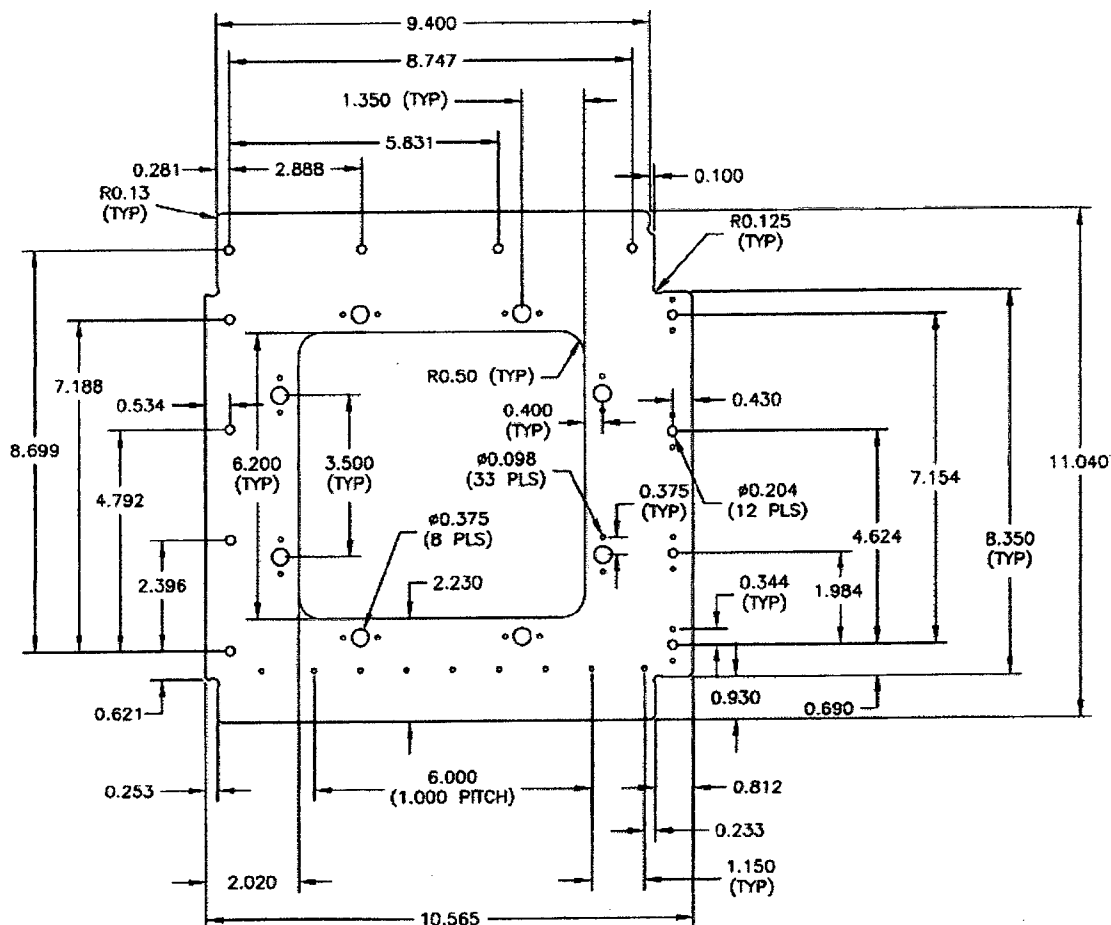 9.400
8.747
1.350 (TYP)
5.831
0.281
2.888
0.100
R0.13
(TYP)
R0.125
(TYP)
7.188
R0.50 (TYP)
0.534
0.400
(TYP)
0.430
8.699
11.040
6.200
(TYP)
3.500
(TYP)
ø0.098
(33 PLS)
7.154
4.792
0.375
(TYP)
ø0.204
(12 PLS)
ø0.375
(8 PLS)
4.624
8.350
(TYP)
2.396
2.230
0.344
(TYP)
1.984
0.930
0.621
0.690
6.000
(1.000 PITCH)
0.253
0.812
0.233
1.150
(TYP)
2.020
10.565